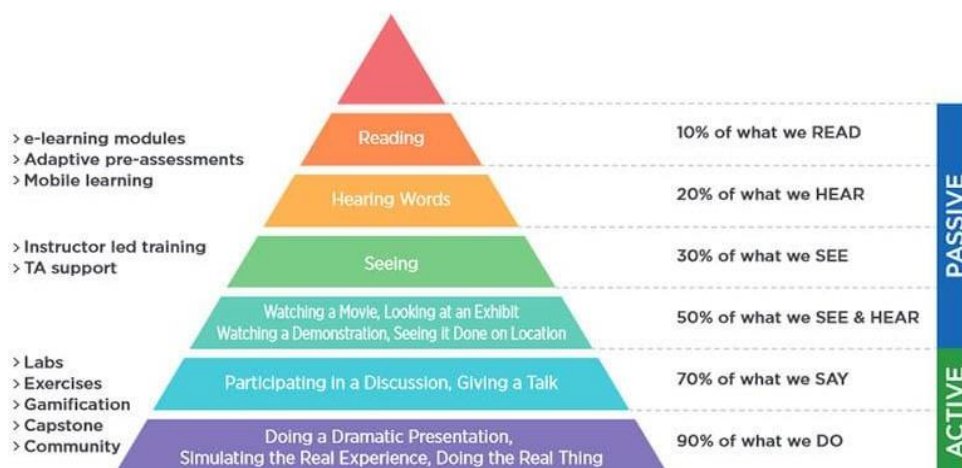 > e-learning modules
> Adaptive pre-assessments
> Mobile learning
Reading
10% of what we READ
Hearing Words
20% of what we HEAR
> Instructor led training
> TA support
Seeing
30% of what we SEE
Watching a Movie, Looking at an Exhibit
Watching a Demonstration, Seeing it Done on Location
50% of what we SEE & HEAR
PASSIVE
> Labs
> Exercises
> Gamification
> Capstone
> Community
Participating in a Discussion, Giving a Talk
70% of what we SAY
Doing a Dramatic Presentation,
Simulating the Real Experience, Doing the Real Thing
90% of what we DO
ACTIVE